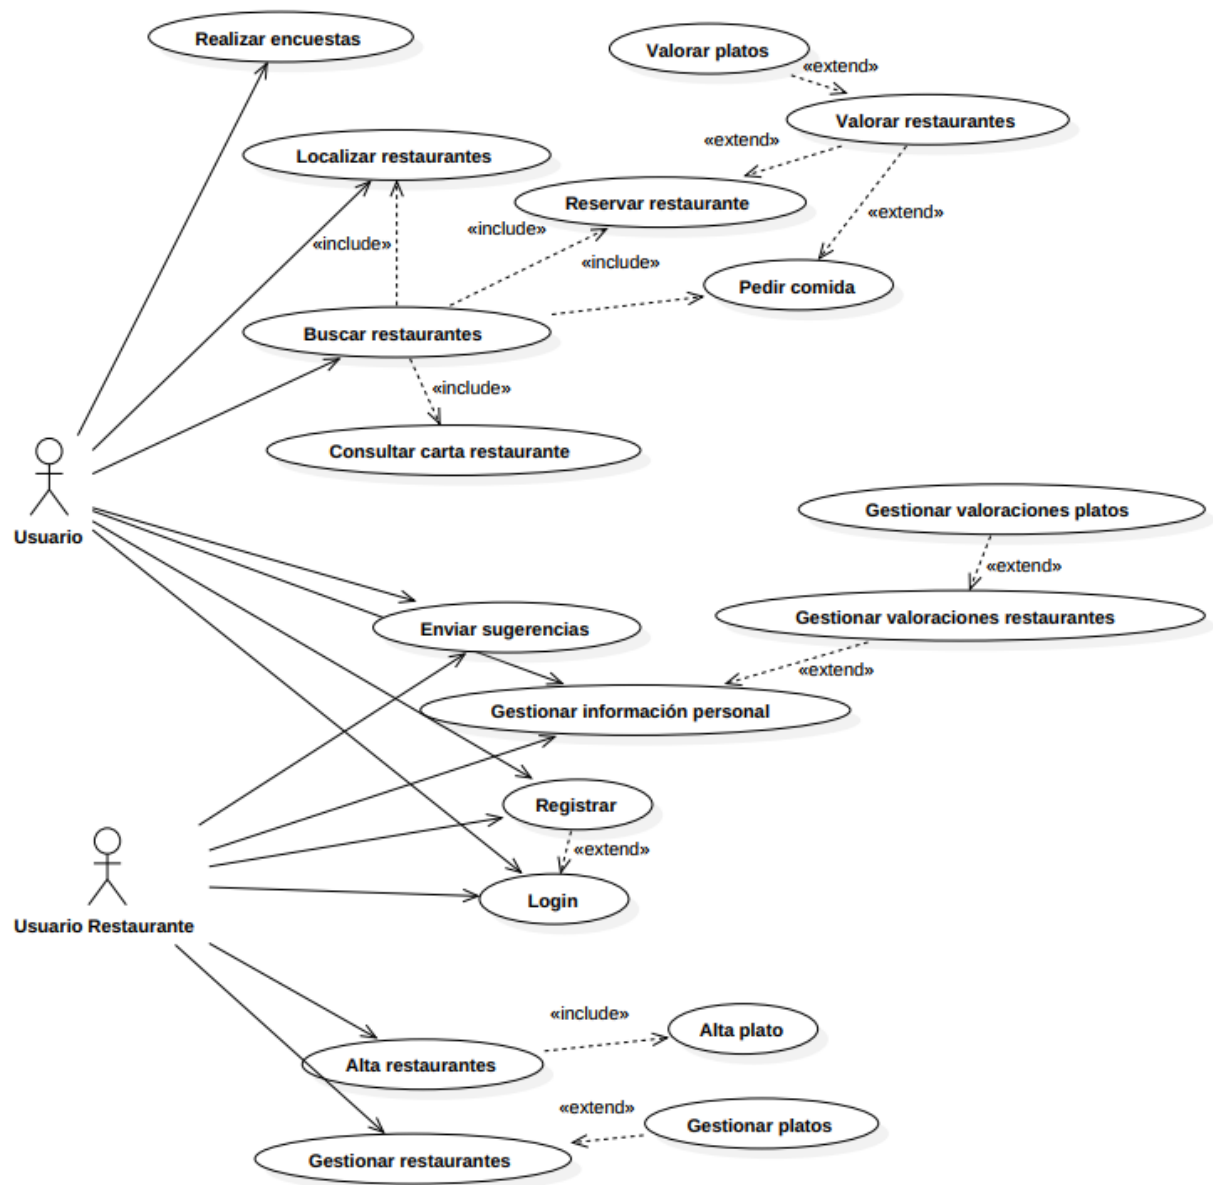 Realizar encuestas
Valorar platos
«extend»
Valorar restaurantes
«extend»
Localizar restaurantes
Reservar restaurante
«extend»
«include»
«include»
«include»
Pedir comida
Buscar restaurantes
«include»
Consultar carta restaurante
Usuario
Gestionar valoraciones platos
«extend»
Gestionar valoraciones restaurantes
Enviar sugerencias
«extend»
Gestionar información personal
Registrar
«extend»
Login
Usuario Restaurante
«include»
Alta plato
Alta restaurantes
«extend»
Gestionar platos
Gestionar restaurantes